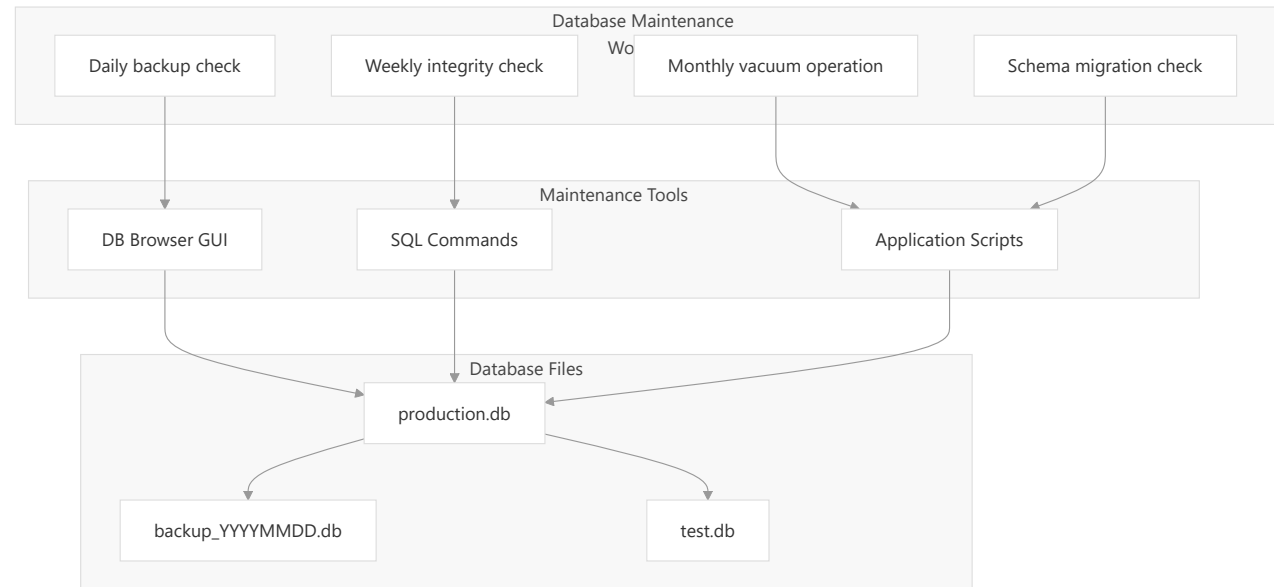 Database Maintenance
Wo
Daily backup check
Weekly integrity check
Monthly vacuum operation
Schema migration check
Maintenance Tools
DB Browser GUI
SQL Commands
Application Scripts
Database Files
production.db
backup_YYYYMMDD.db
test.db